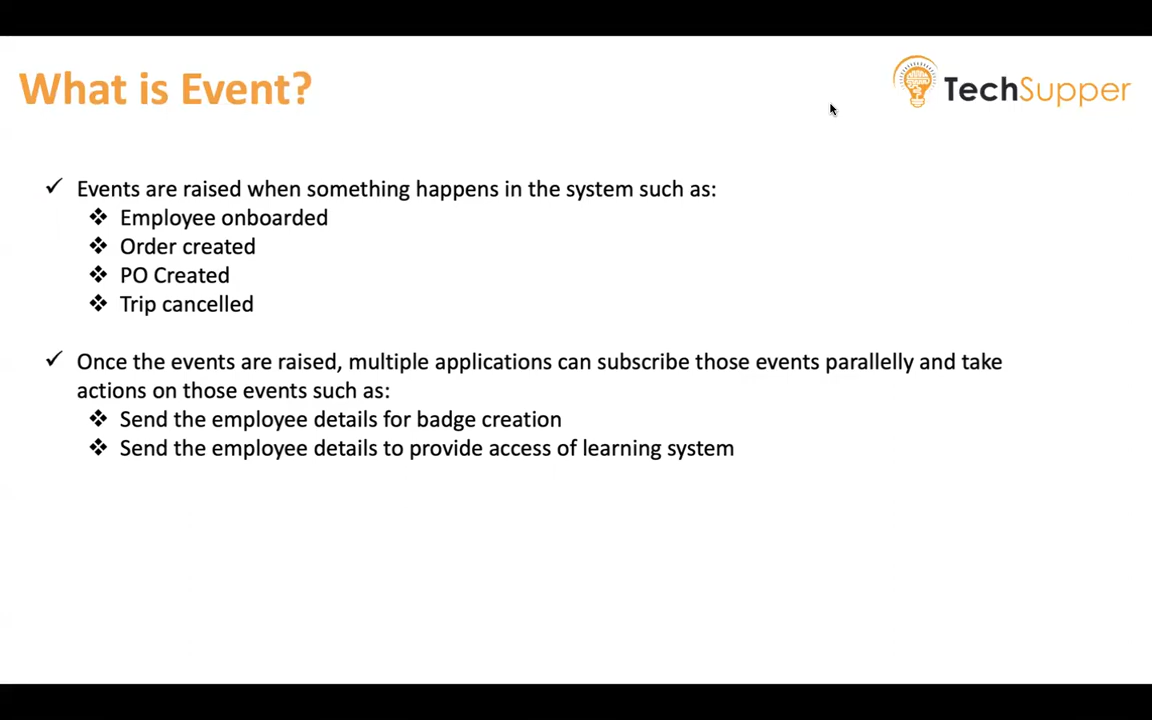 What is Event?
TechSupper
Events are raised when something happens in the system such as:
Employee onboarded
Order created
PO Created
Trip cancelled
Once the events are raised, multiple applications can subscribe those events parallelly and take
actions on those events such as:
Send the employee details for badge creation
Send the employee details to provide access of learning system